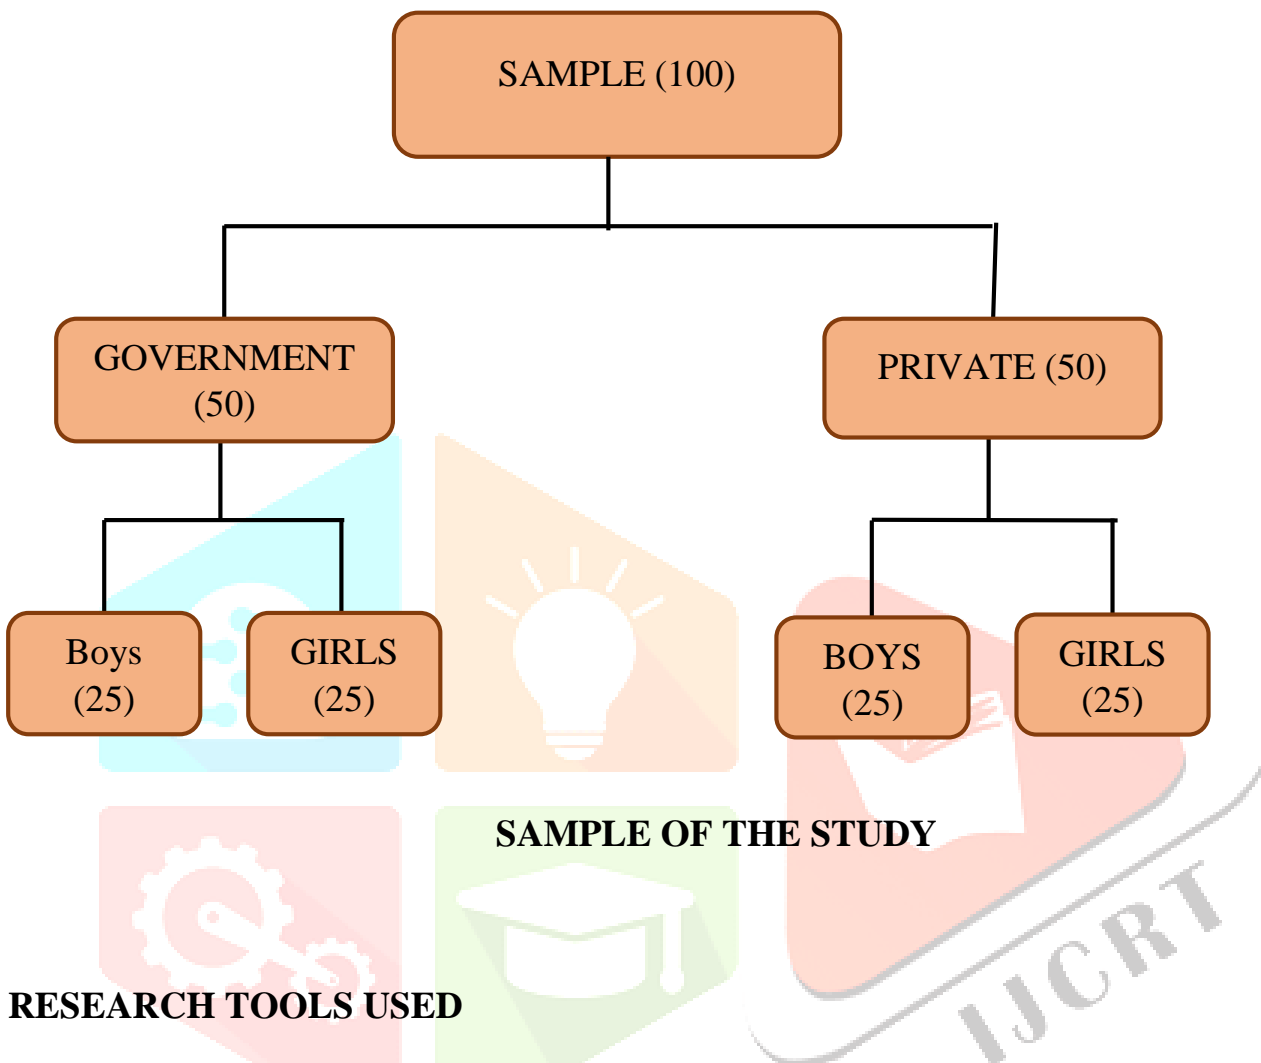 SAMPLE (100)
GOVERNMENT
(50)
PRIVATE (50)
Boys
(25)
GIRLS
(25)
BOYS
(25)
GIRLS
(25)
SAMPLE OF THE STUDY
RESEARCH TOOLS USED
IJCRT